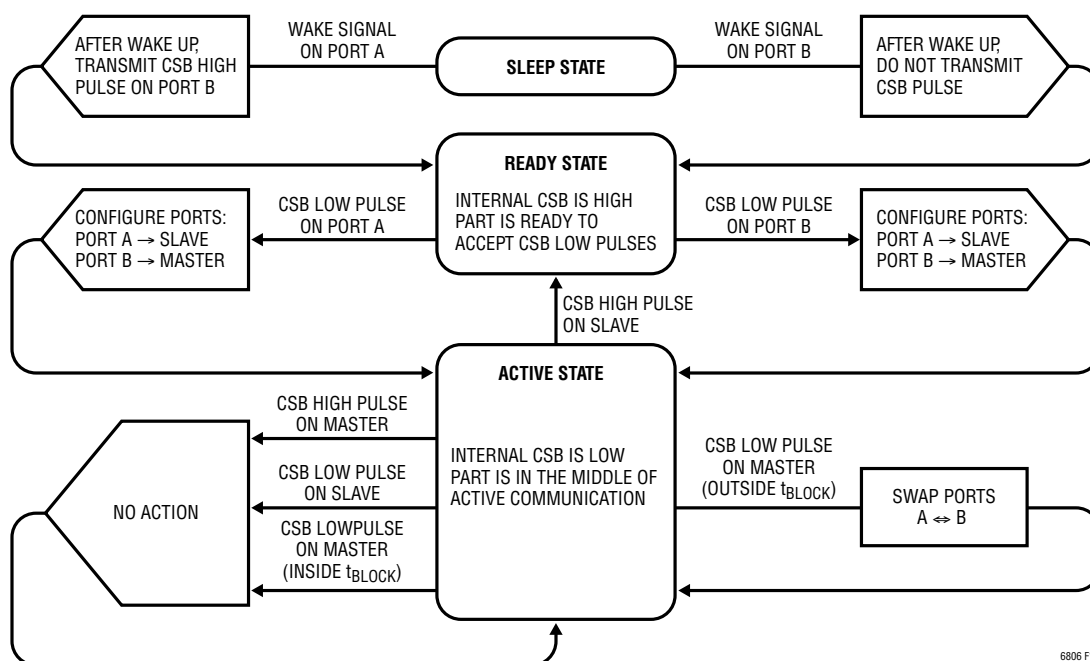 AFTER WAKE UP,
TRANSMIT CSB HIGH
PULSE ON PORT B
WAKE SIGNAL
ON PORT A
SLEEP STATE
WAKE SIGNAL
ON PORT B
AFTER WAKE UP,
DO NOT TRANSMIT
CSB PULSE
READY STATE
INTERNAL CSB IS HIGH
PART IS READY TO
ACCEPT CSB LOW PULSES
CONFIGURE PORTS:
PORT A → SLAVE
PORT B → MASTER
CSB LOW PULSE
ON PORT A
CSB LOW PULSE
ON PORT B
CONFIGURE PORTS:
PORT A → SLAVE
PORT B → MASTER
CSB HIGH PULSE
ON SLAVE
ACTIVE STATE
INTERNAL CSB IS LOW
PART IS IN THE MIDDLE OF
ACTIVE COMMUNICATION
CSB HIGH PULSE
ON MASTER
CSB LOW PULSE
ON SLAVE
CSB LOWPULSE
ON MASTER
(INSIDE tBLOCK)
NO ACTION
CSB LOW PULSE
ON MASTER
(OUTSIDE tBLOCK)
SWAP PORTS
A ⇔ B
6806 F